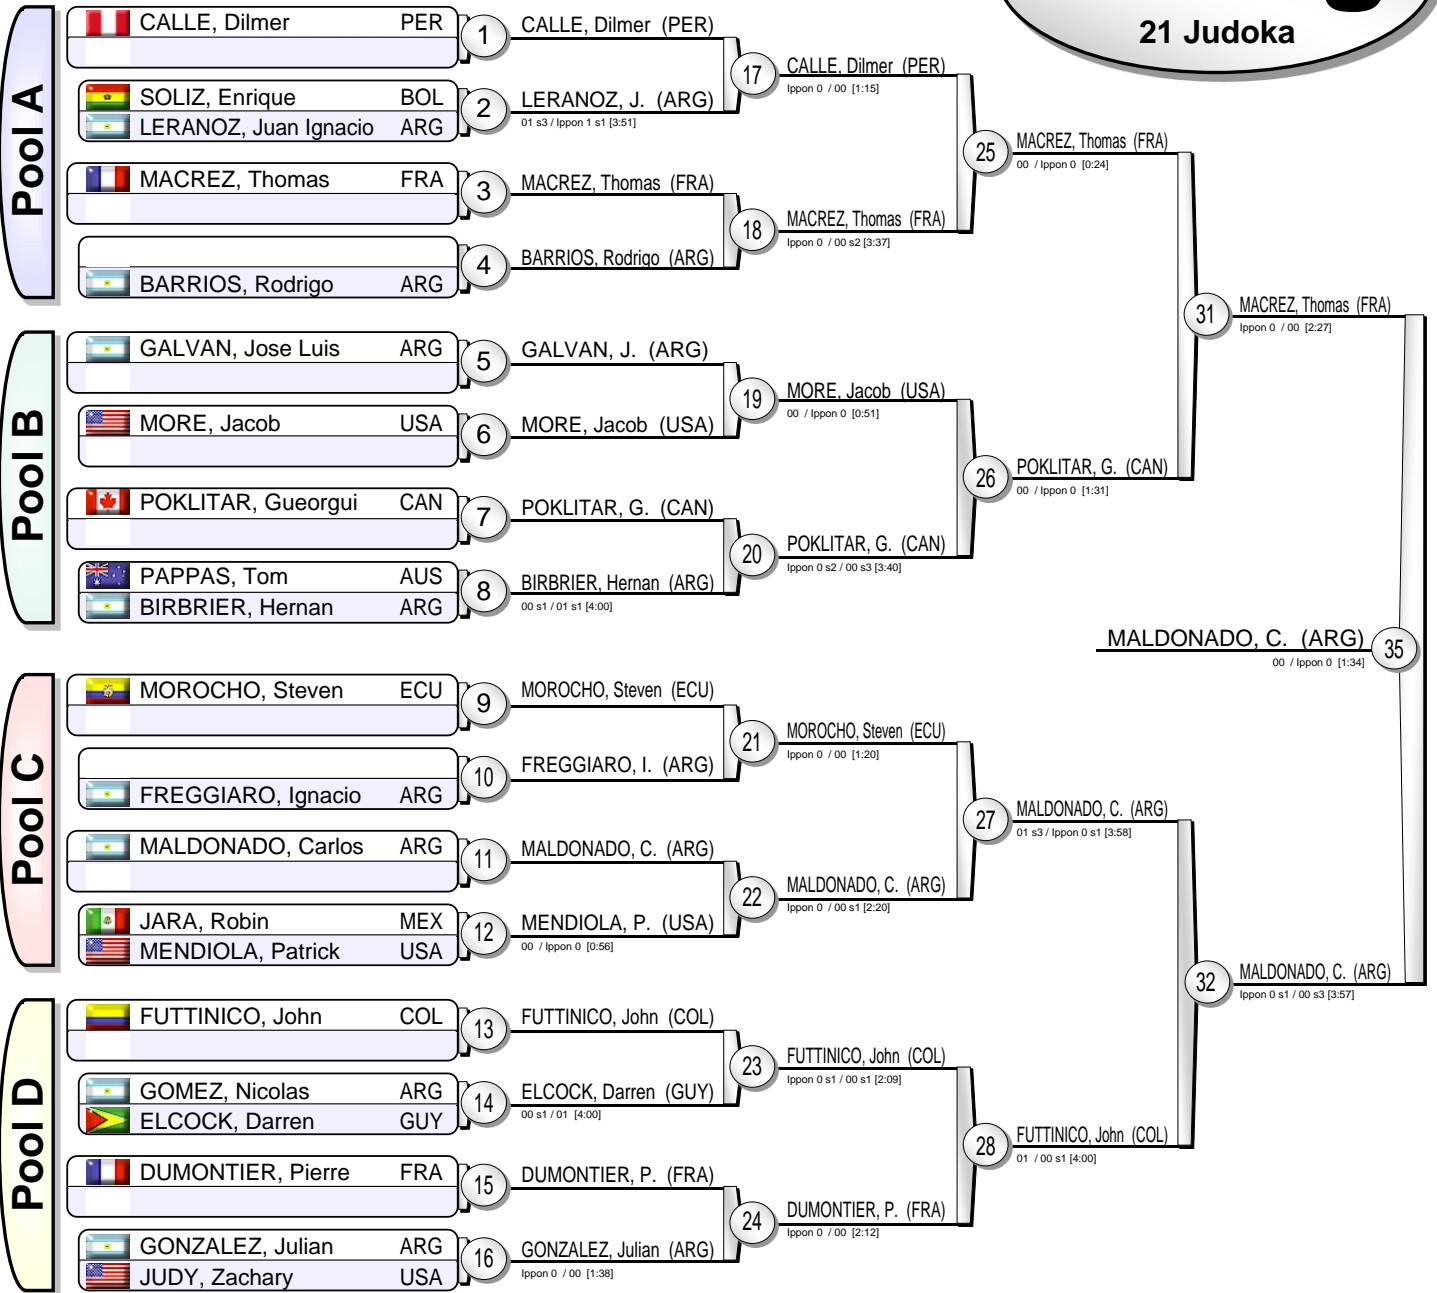 21 Judoka
Pool A
CALLE, Dilmer PER
SOLIZ, Enrique BOL
LERANOZ, Juan Ignacio ARG
MACREZ, Thomas FRA
BARRIOS, Rodrigo ARG
1
2
3
4
CALLE, Dilmer (PER)
LERANOZ, J. (ARG)
01 s3 / Ippon 1 s1 [3:51]
MACREZ, Thomas (FRA)
BARRIOS, Rodrigo (ARG)
17
18
CALLE, Dilmer (PER)
Ippon 0 / 00 [1:15]
MACREZ, Thomas (FRA)
Ippon 0 / 00 s2 [3:37]
25
MACREZ, Thomas (FRA)
00 / Ippon 0 [0:24]
Pool B
GALVAN, Jose Luis ARG
MORE, Jacob USA
POKLITAR, Gueorgui CAN
PAPPAS, Tom AUS
BIRBRIER, Hernan ARG
5
6
7
8
GALVAN, J. (ARG)
MORE, Jacob (USA)
POKLITAR, G. (CAN)
BIRBRIER, Hernan (ARG)
00 s1 / 01 s1 [4:00]
19
20
MORE, Jacob (USA)
00 / Ippon 0 [0:51]
POKLITAR, G. (CAN)
Ippon 0 s2 / 00 s3 [3:40]
26
POKLITAR, G. (CAN)
00 / Ippon 0 [1:31]
31
MACREZ, Thomas (FRA)
Ippon 0 / 00 [2:27]
MALDONADO, C. (ARG)
00 / Ippon 0 [1:34]
35
Pool C
MOROCHO, Steven ECU
FREGGIARO, Ignacio ARG
MALDONADO, Carlos ARG
JARA, Robin MEX
MENDIOLA, Patrick USA
9
10
11
12
MOROCHO, Steven (ECU)
FREGGIARO, I. (ARG)
MALDONADO, C. (ARG)
MENDIOLA, P. (USA)
00 / Ippon 0 [0:56]
21
22
MOROCHO, Steven (ECU)
Ippon 0 / 00 [1:20]
MALDONADO, C. (ARG)
Ippon 0 / 00 s1 [2:20]
27
MALDONADO, C. (ARG)
01 s3 / Ippon 0 s1 [3:58]
Pool D
FUTTINICO, John COL
GOMEZ, Nicolas ARG
ELCOCK, Darren GUY
DUMONTIER, Pierre FRA
GONZALEZ, Julian ARG
JUDY, Zachary USA
13
14
15
16
FUTTINICO, John (COL)
ELCOCK, Darren (GUY)
00 s1 / 01 [4:00]
DUMONTIER, P. (FRA)
GONZALEZ, Julian (ARG)
Ippon 0 / 00 [1:38]
23
24
FUTTINICO, John (COL)
Ippon 0 s1 / 00 s1 [2:09]
DUMONTIER, P. (FRA)
Ippon 0 / 00 [2:12]
28
FUTTINICO, John (COL)
01 / 00 s1 [4:00]
32
MALDONADO, C. (ARG)
Ippon 0 s1 / 00 s3 [3:57]